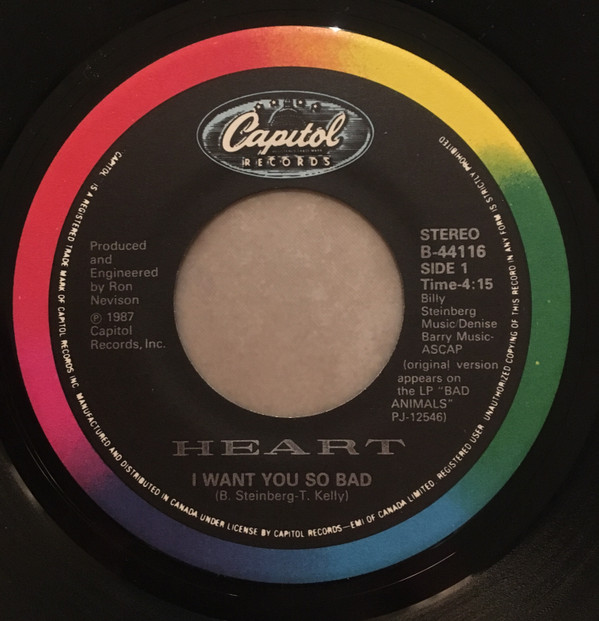 Capitol
RECORDS
Produced
and
Engineered
by Ron
Nevison
℗ 1987
Capitol
Records, Inc.
STEREO
B-44116
SIDE 1
Time-4:15
Billy
Steinberg
Music/Denise
Barry Music-
ASCAP
(original version
appears on
the LP "BAD
ANIMALS"
PJ-12546)
HEART
I WANT YOU SO BAD
(B. Steinberg-T. Kelly)
CAPITOL IS A REGISTERED TRADE MARK OF CAPITOL RECORDS INC. MANUFACTURED AND DISTRIBUTED IN CANADA UNDER LICENSE BY CAPITOL RECORDS—EMI OF CANADA LIMITED, REGISTERED USER. UNAUTHORIZED COPYING OF THIS RECORD IN ANY FORM IS STRICTLY PROHIBITED